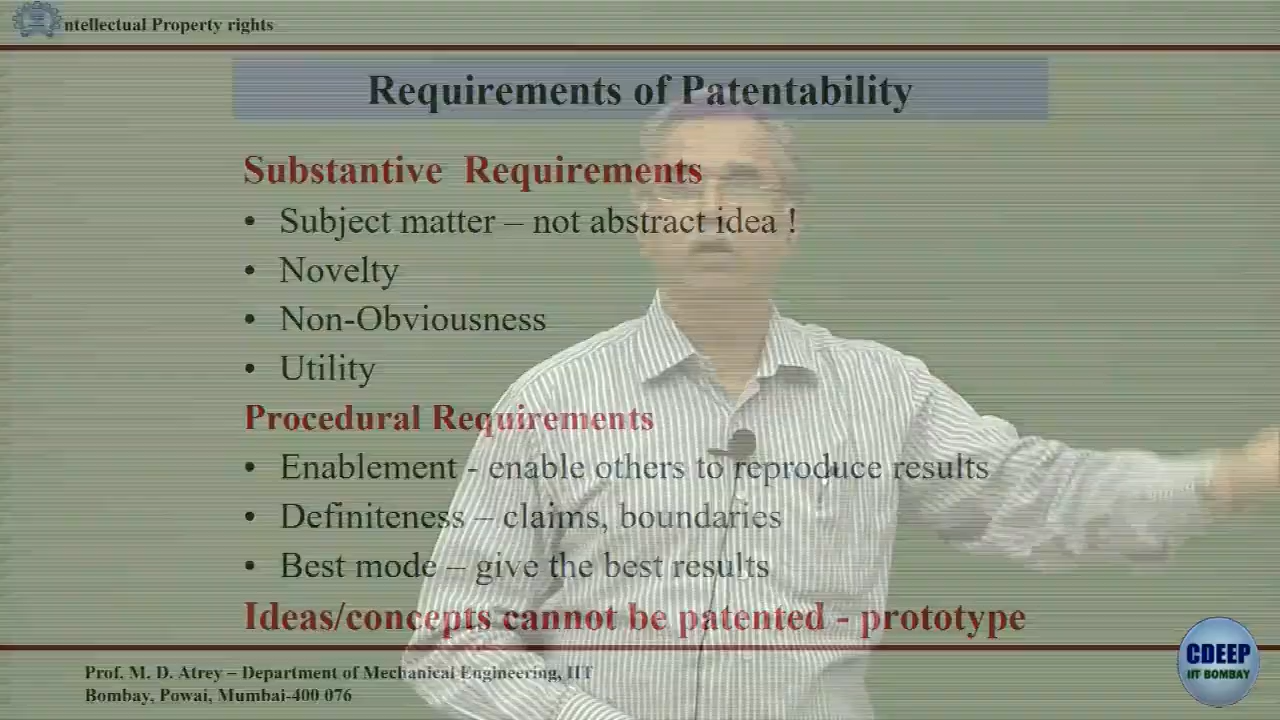 ntellectual Property rights
Requirements of Patentability
Substantive Requirements
• Subject matter – not abstract idea !
• Novelty
• Non-Obviousness
• Utility
Procedural Requirements
• Enablement - enable others to reproduce results
• Definiteness – claims, boundaries
• Best mode – give the best results
Ideas/concepts cannot be patented - prototype
Prof. M. D. Atrey – Department of Mechanical Engineering, IIT
Bombay, Powai, Mumbai-400 076
CDEEP
IIT BOMBAY